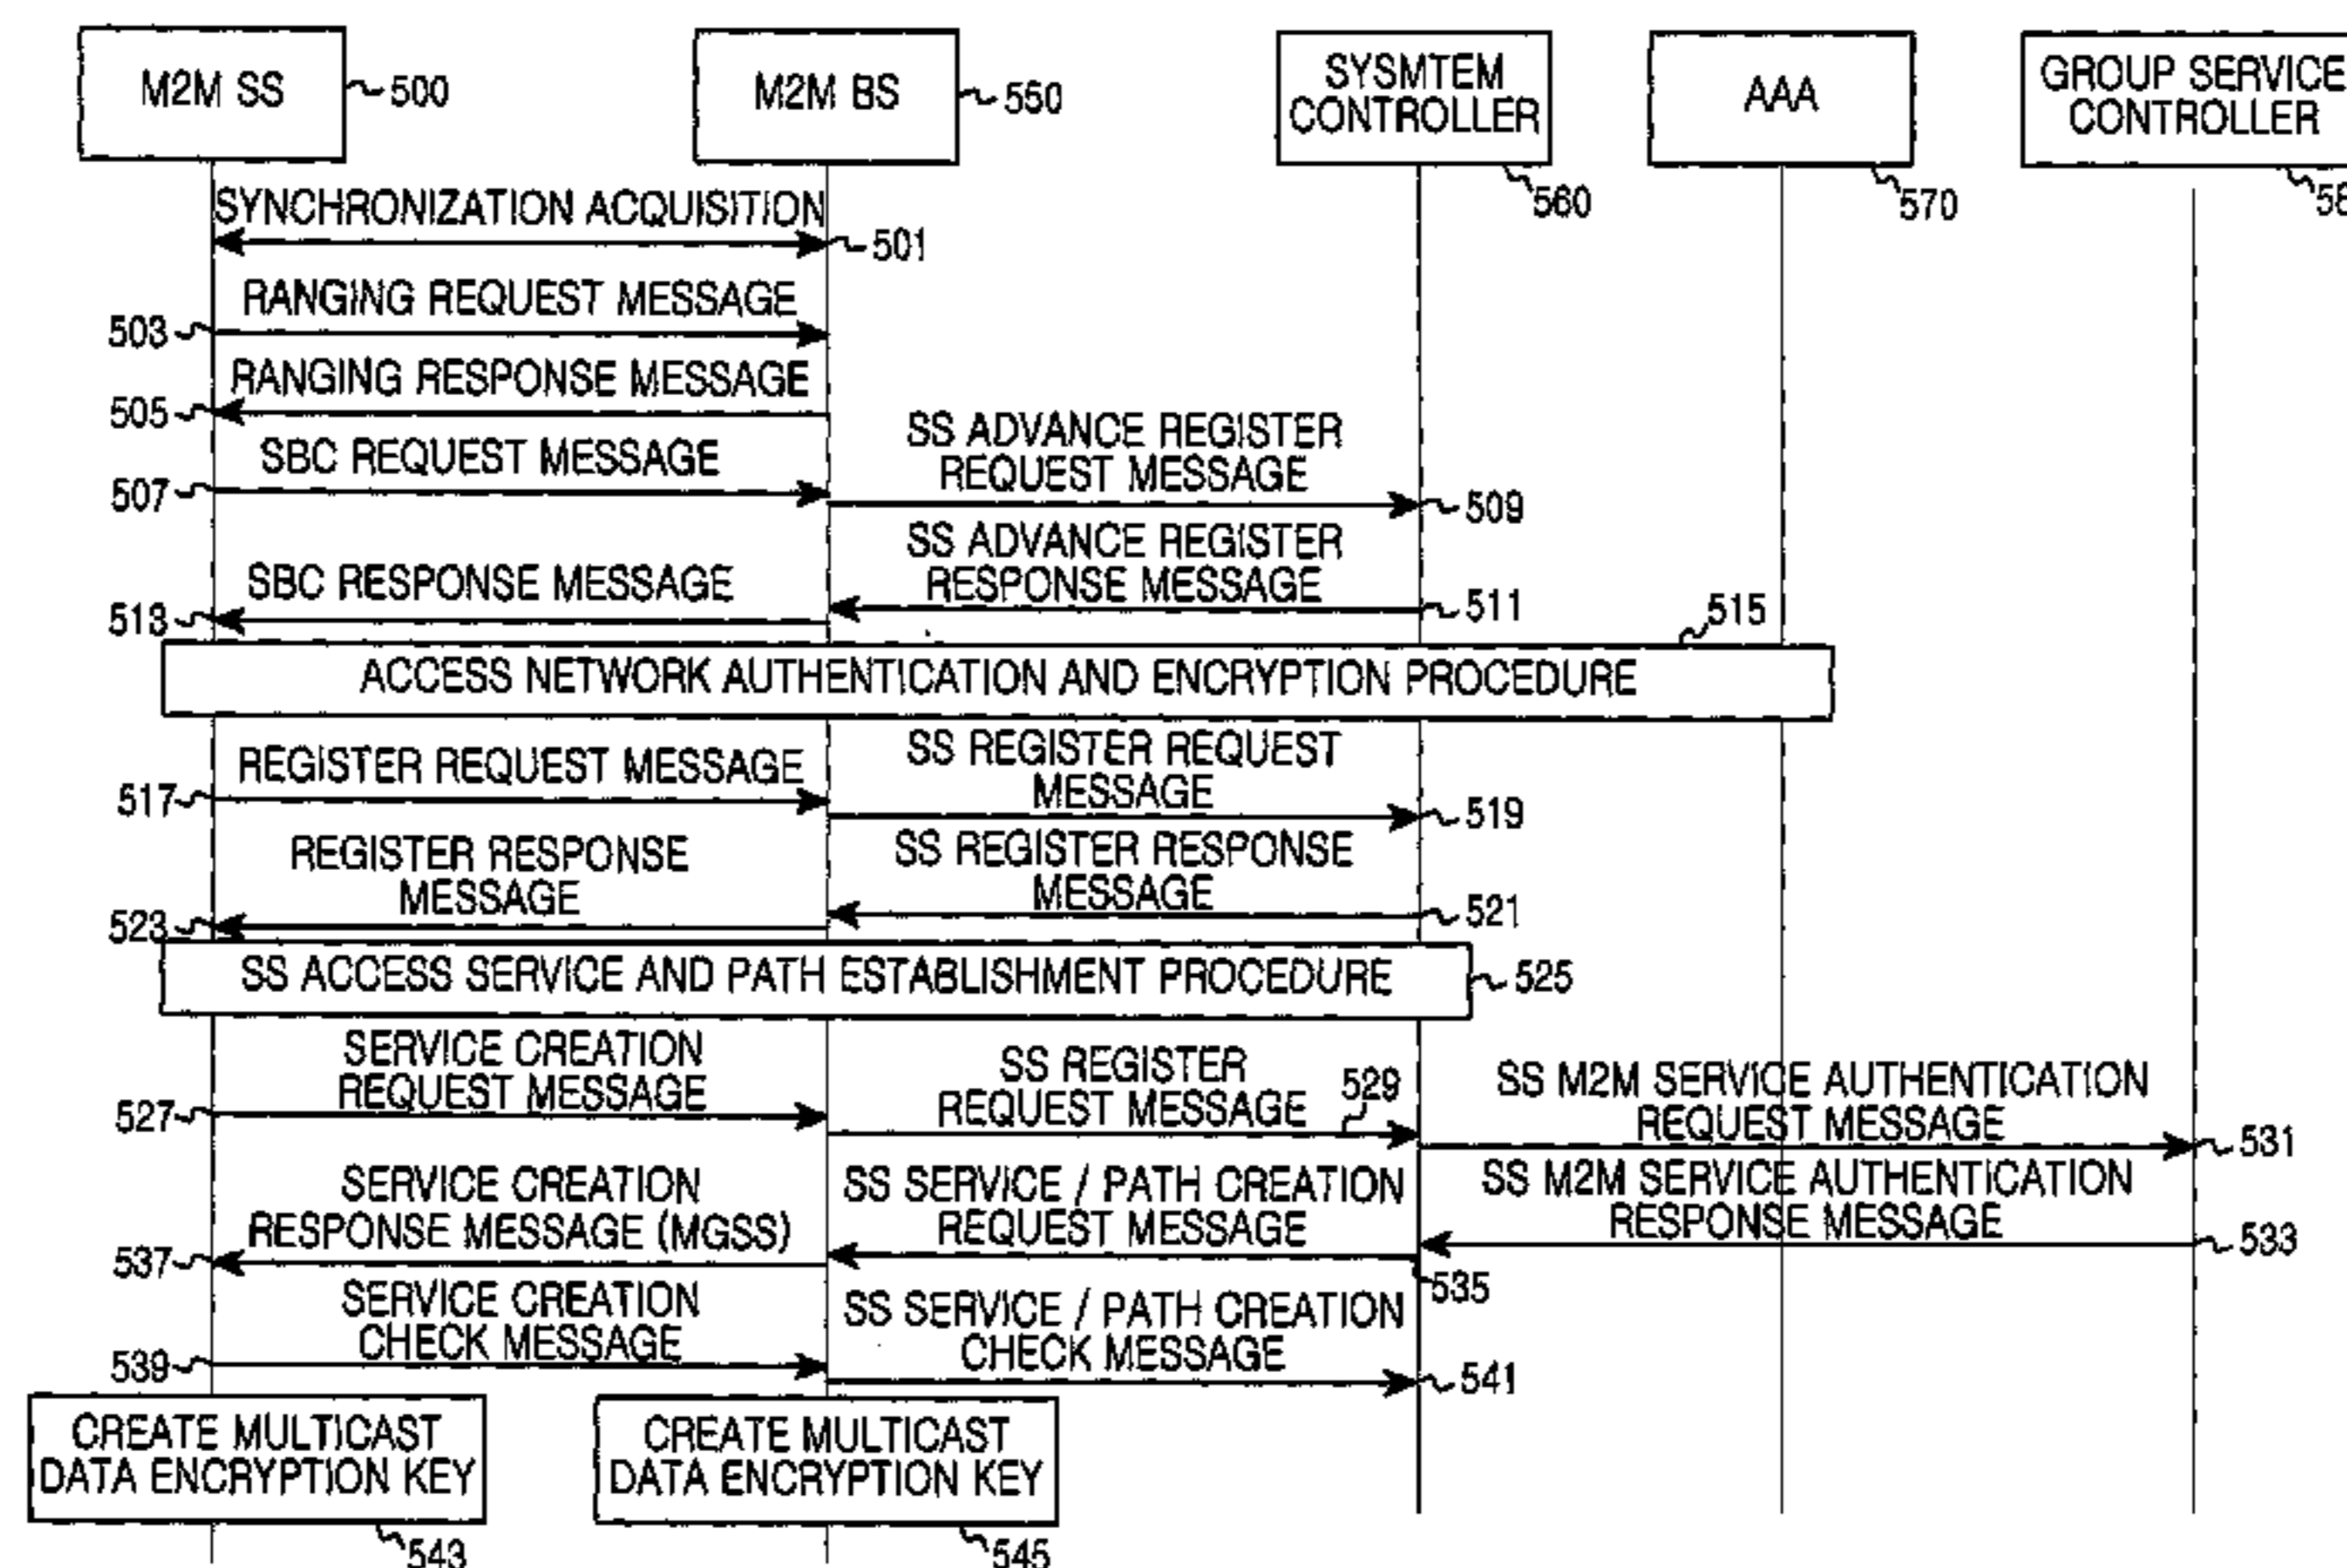 M2M SS
500
M2M BS
550
SYSMTEM
CONTROLLER
560
AAA
570
GROUP SERVICE
CONTROLLER
SYNCHRONIZATION ACQUISITION
501
RANGING REQUEST MESSAGE
503
RANGING RESPONSE MESSAGE
505
SBC REQUEST MESSAGE
507
SS ADVANCE REGISTER
REQUEST MESSAGE
509
SS ADVANCE REGISTER
RESPONSE MESSAGE
511
SBC RESPONSE MESSAGE
513
515
ACCESS NETWORK AUTHENTICATION AND ENCRYPTION PROCEDURE
REGISTER REQUEST MESSAGE
517
SS REGISTER REQUEST
MESSAGE
519
SS REGISTER RESPONSE
MESSAGE
521
REGISTER RESPONSE
MESSAGE
523
SS ACCESS SERVICE AND PATH ESTABLISHMENT PROCEDURE
525
SERVICE CREATION
REQUEST MESSAGE
527
SS REGISTER
REQUEST MESSAGE
529
SS M2M SERVICE AUTHENTICATION
REQUEST MESSAGE
531
SS M2M SERVICE AUTHENTICATION
RESPONSE MESSAGE
533
SS SERVICE / PATH CREATION
REQUEST MESSAGE
535
SERVICE CREATION
RESPONSE MESSAGE (MGSS)
537
SERVICE CREATION
CHECK MESSAGE
539
SS SERVICE / PATH CREATION
CHECK MESSAGE
541
CREATE MULTICAST
DATA ENCRYPTION KEY
543
CREATE MULTICAST
DATA ENCRYPTION KEY
545